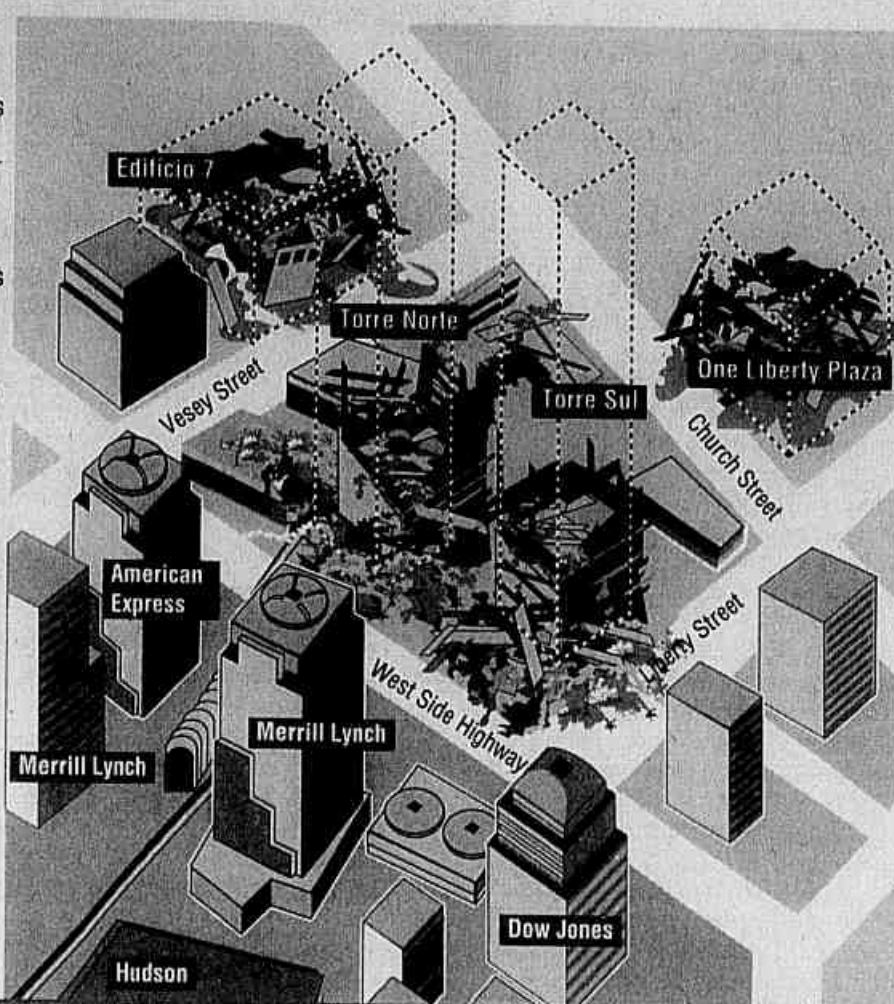 Edifício 7
Torre Norte
One Liberty Plaza
Torre Sul
Vesey Street
Church Street
American
Express
Liberty Street
West Side Highway
Merrill Lynch
Merrill Lynch
Dow Jones
Hudson